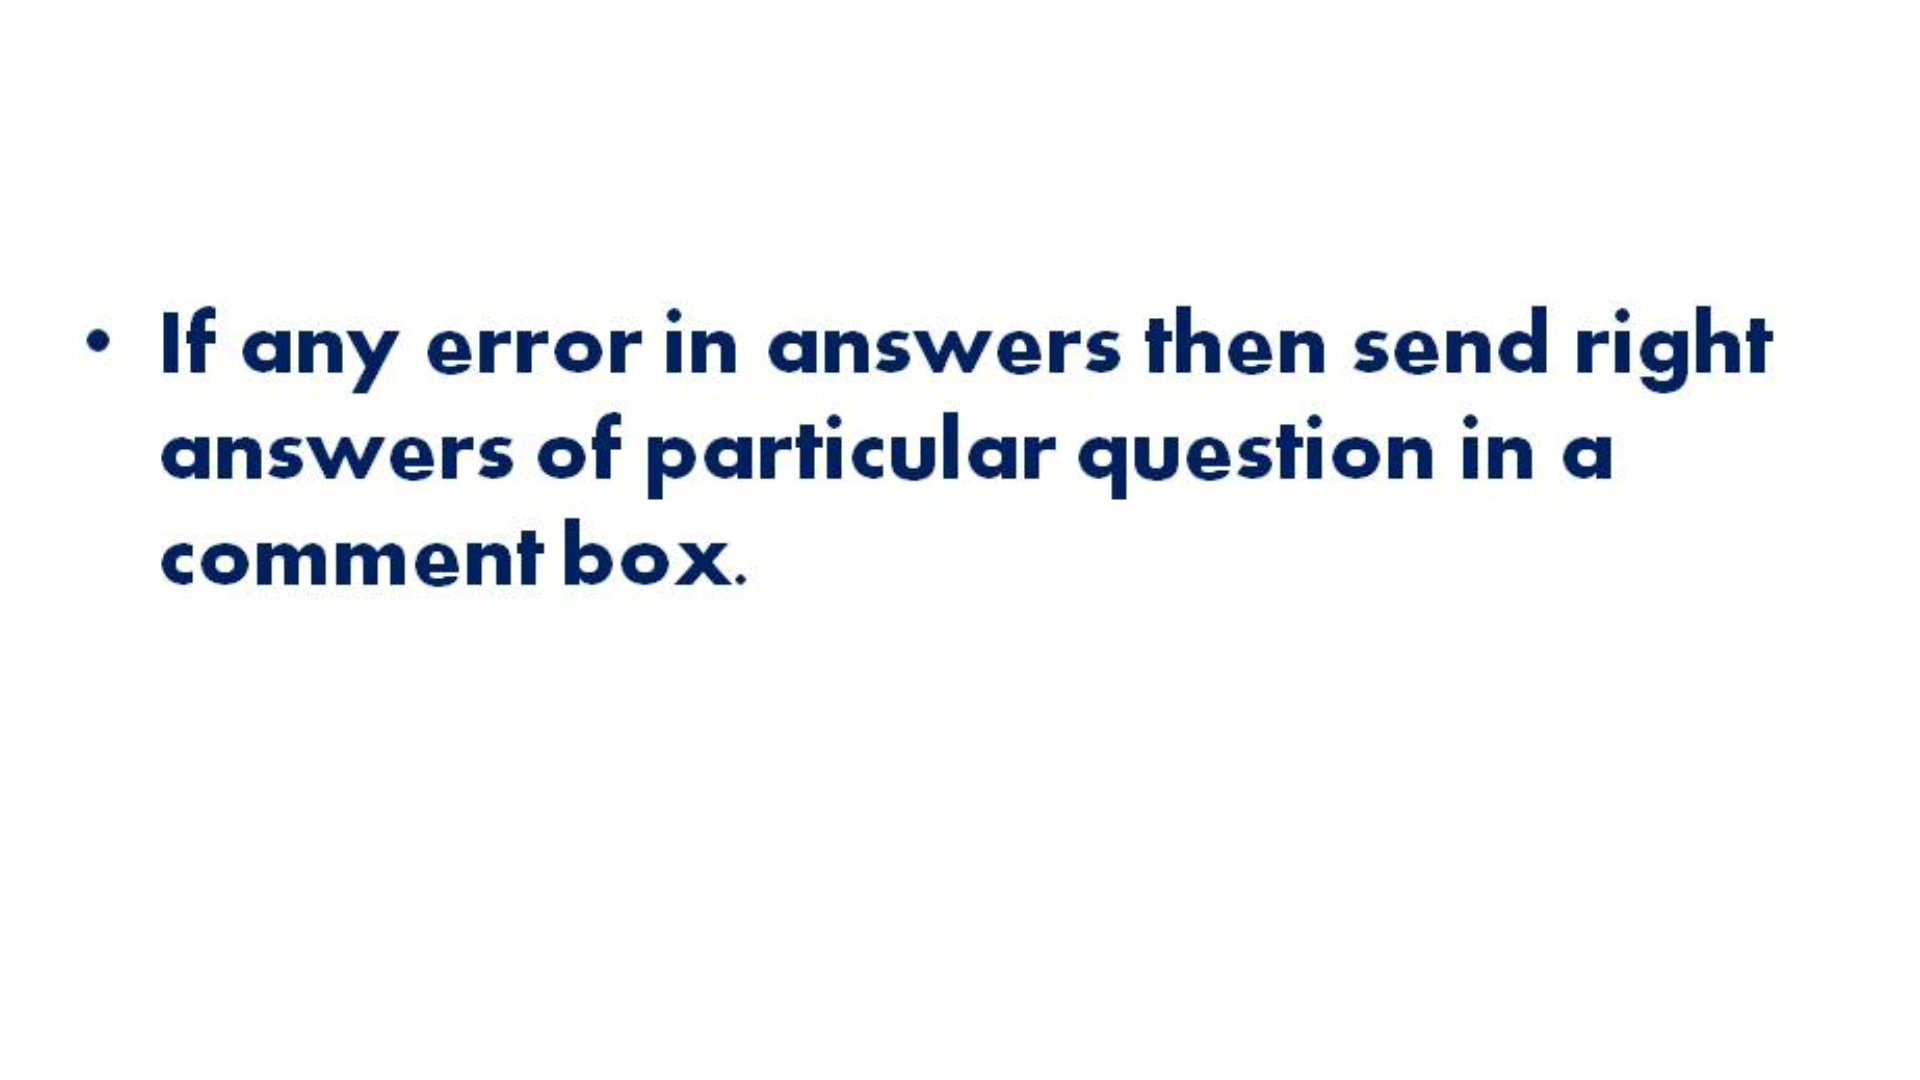 • If any error in answers then send right
answers of particular question in a
comment box.